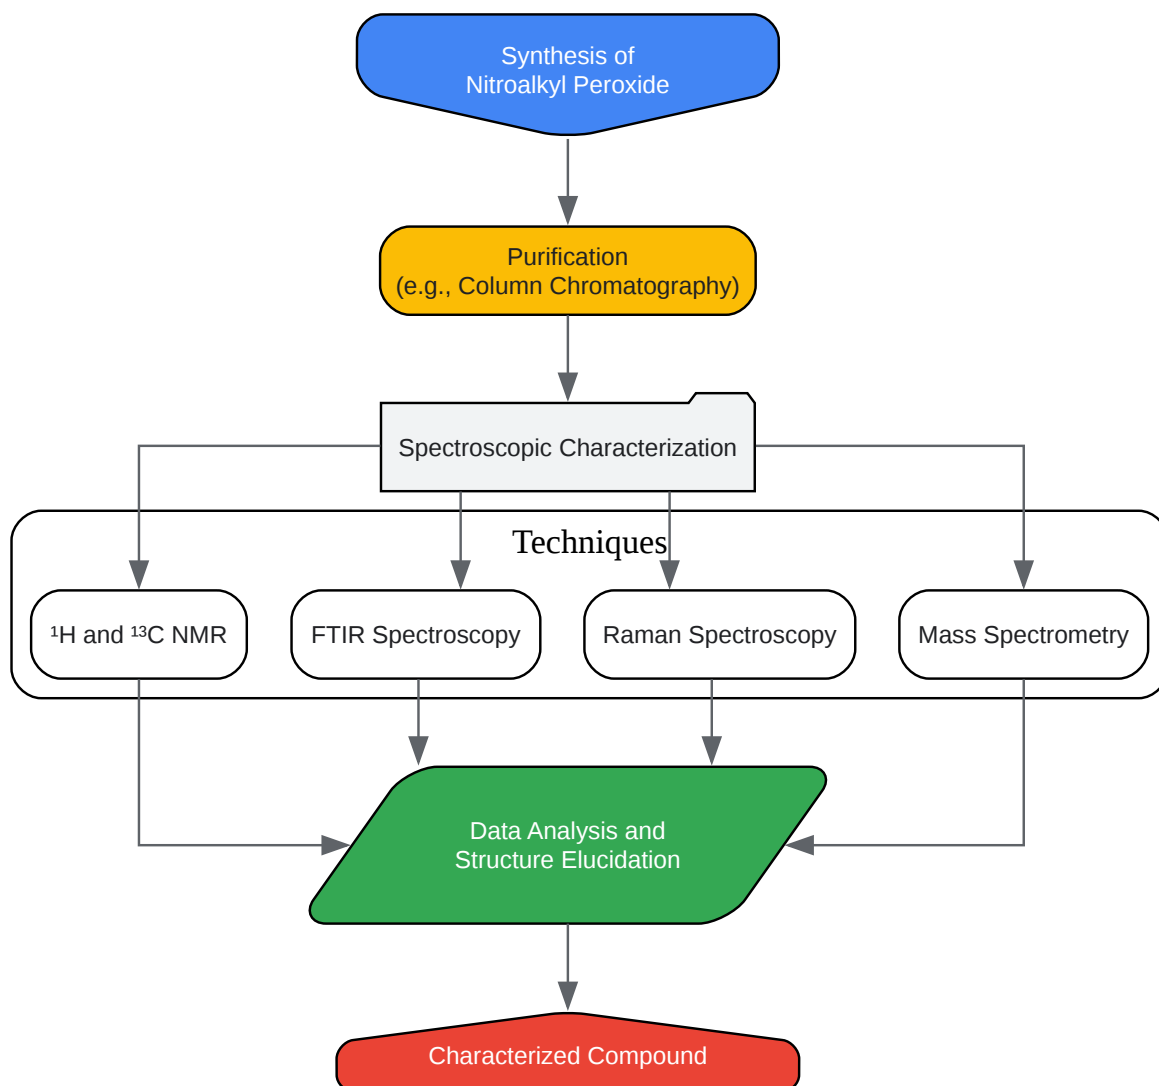 Synthesis of
Nitroalkyl Peroxide
Purification
(e.g., Column Chromatography)
Spectroscopic Characterization
Techniques
¹H and ¹³C NMR
FTIR Spectroscopy
Raman Spectroscopy
Mass Spectrometry
Data Analysis and
Structure Elucidation
Characterized Compound